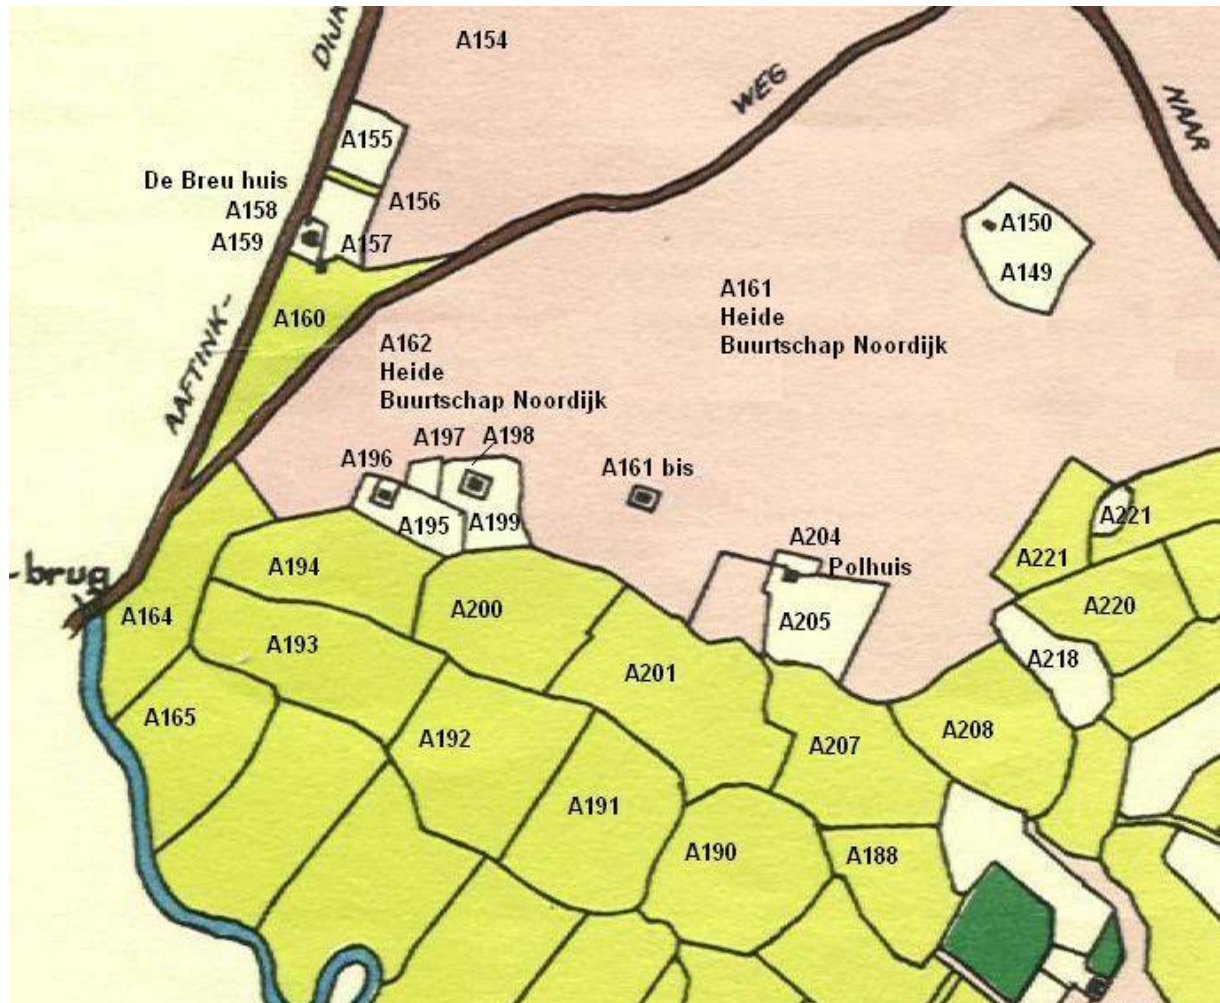 A154
DIJK
WEG
NAAR
A155
De Breu huis
A156
A158
A159
A157
A150
A149
A160
A161
Heide
Buurtschap Noordijk
AAFTINK-
A162
Heide
Buurtschap Noordijk
A197
A198
A196
A161 bis
A195
A199
A221
A204
Polhuis
A221
A194
-brug
A164
A200
A220
A205
A193
A218
A201
A165
A192
A207
A208
A191
A190
A188